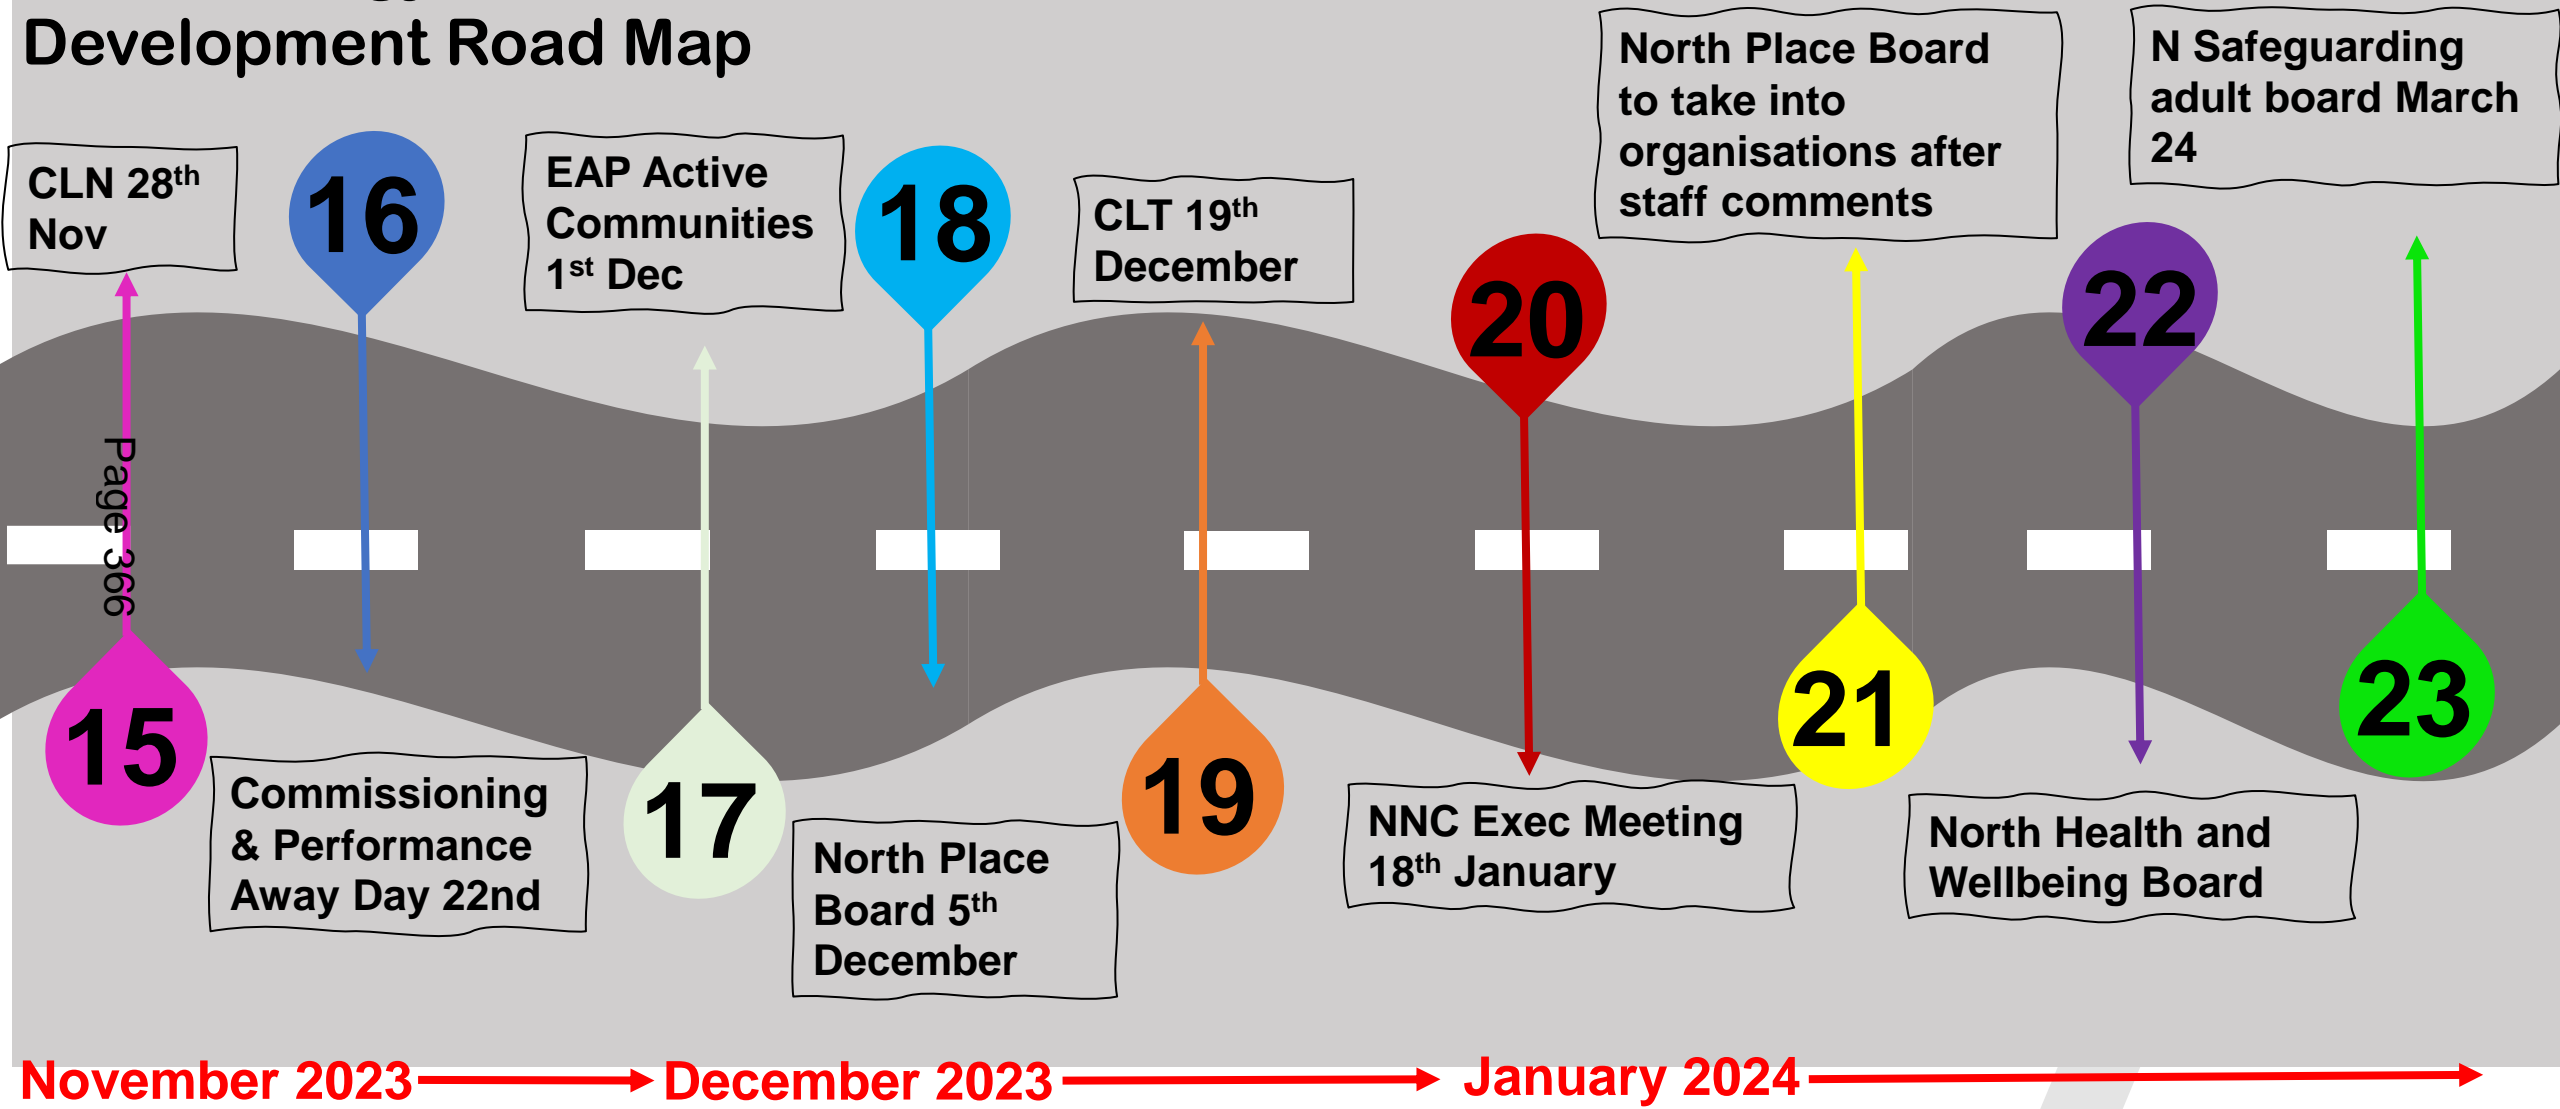 Development Road Map
CLN 28th
Nov
16
EAP Active
Communities
1st Dec
18
CLT 19th
December
20
North Place Board
to take into
organisations after
staff comments
22
N Safeguarding
adult board March
24
Page 366
15
Commissioning
& Performance
Away Day 22nd
17
North Place
Board 5th
December
19
NNC Exec Meeting
18th January
21
North Health and
Wellbeing Board
23
November 2023
December 2023
January 2024